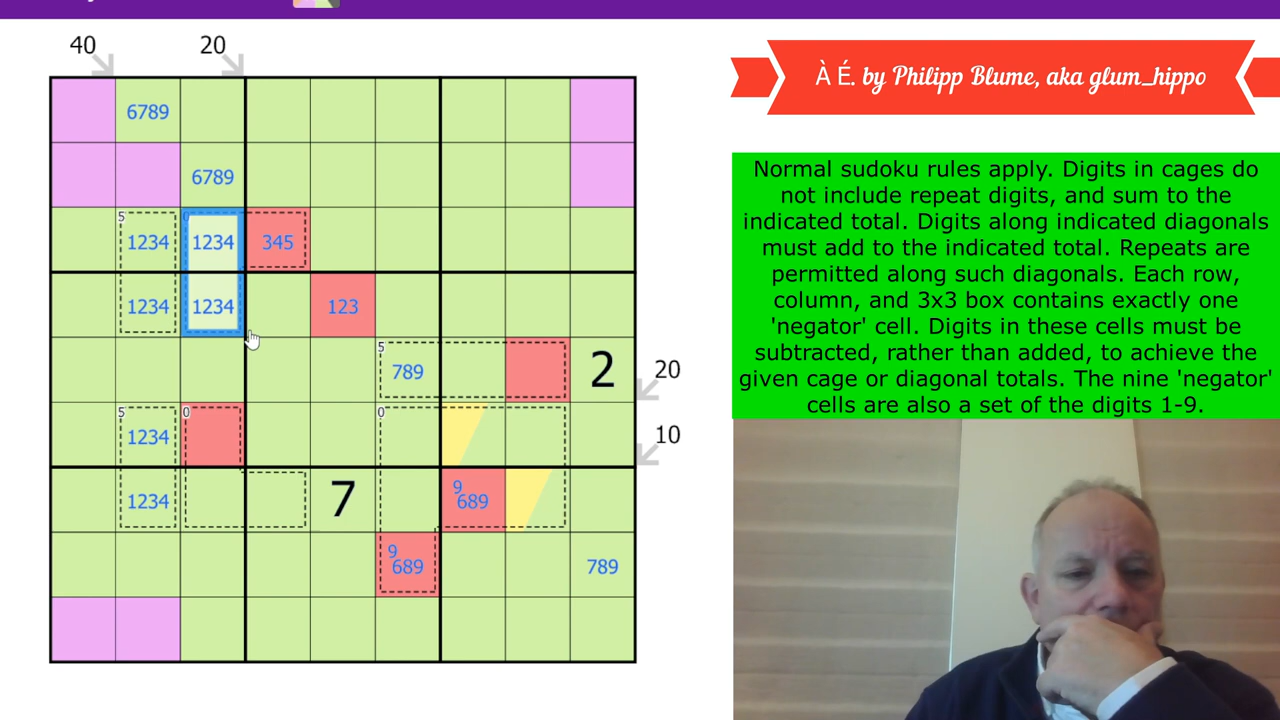 40
20
À É. by Philipp Blume, aka glum_hippo
6789
6789
Normal sudoku rules apply. Digits in cages do
not include repeat digits, and sum to the
indicated total. Digits along indicated diagonals
must add to the indicated total. Repeats are
permitted along such diagonals. Each row,
column, and 3x3 box contains exactly one
'negator' cell. Digits in these cells must be
subtracted, rather than added, to achieve the
given cage or diagonal totals. The nine 'negator'
cells are also a set of the digits 1-9.
5 0
1234 1234 345
1234 1234 123
5
789 2 20
5 0 0
1234 10
1234 7 9 689
9 689 789